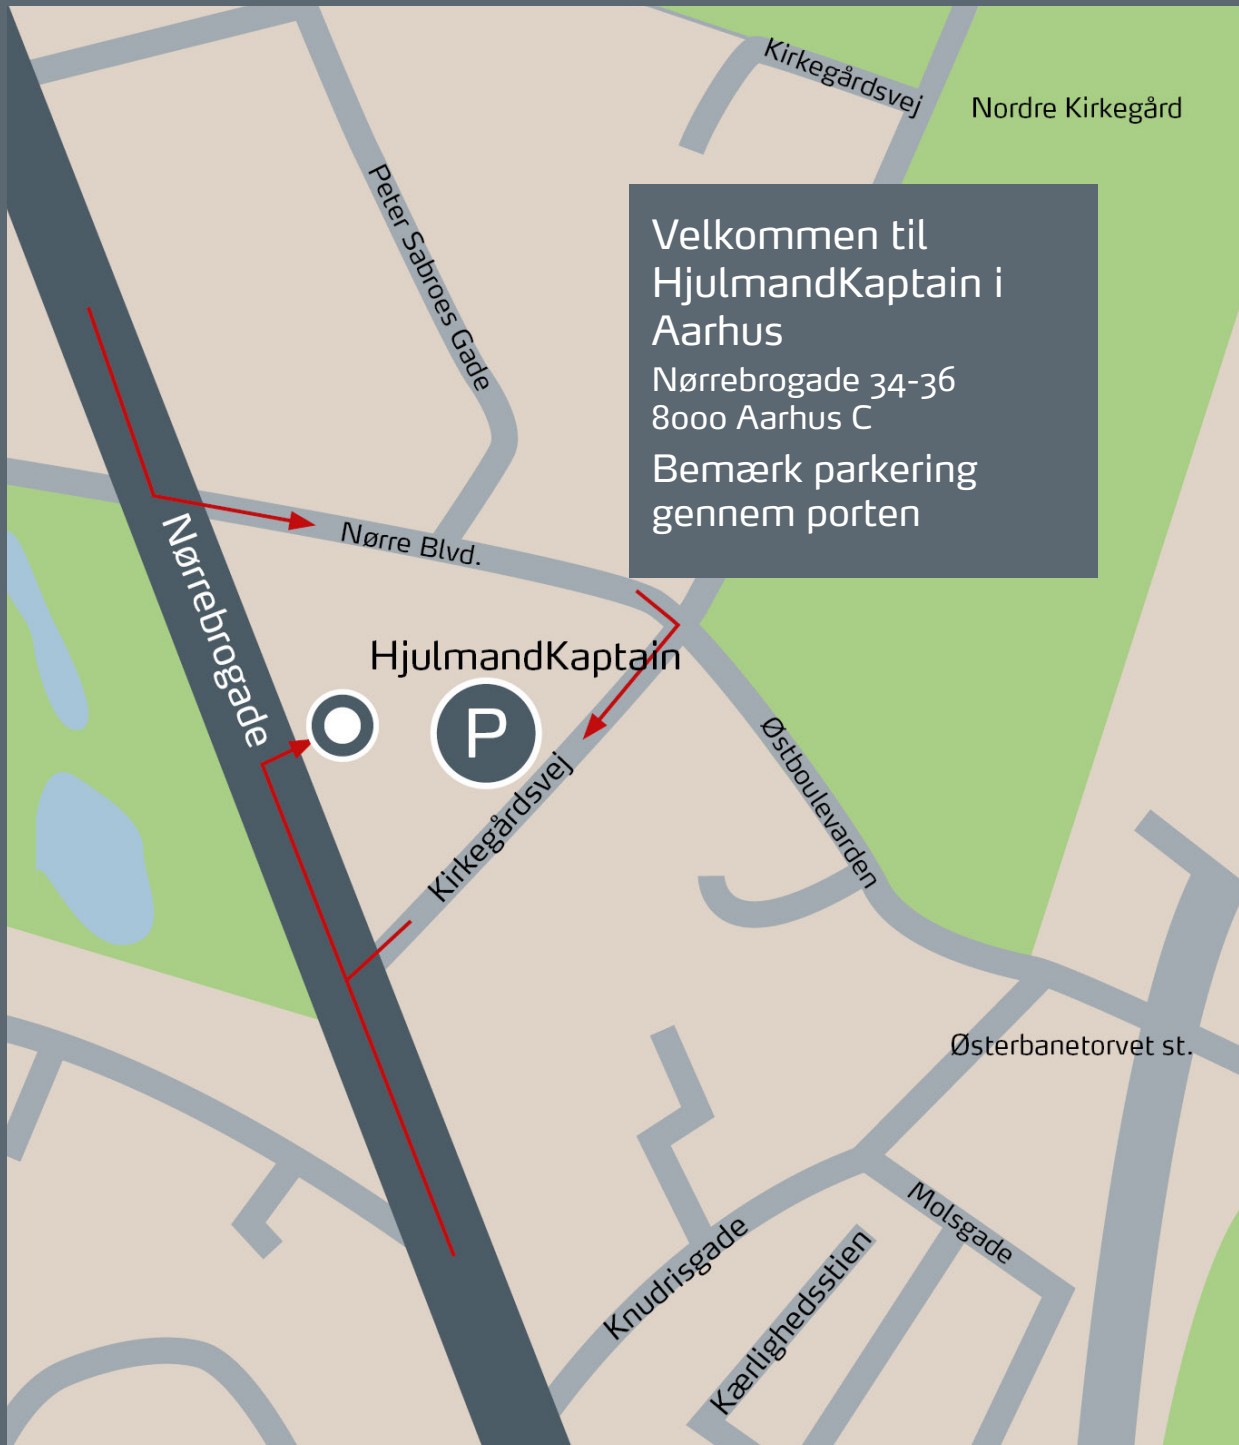 Kirkegårdsvej
Nordre Kirkegård
Peter Sabroes Gade
Velkommen til
HjulmandKaptain i
Aarhus
Nørrebrogade 34-36
8000 Aarhus C
Bemærk parkering
gennem porten
Nørrebrogade
Nørre Blvd.
HjulmandKaptain
P
Østboulevarden
Kirkegårdsvej
Østerbanetorvet st.
Molsgade
Knudrisgade
Kærlighedsstien